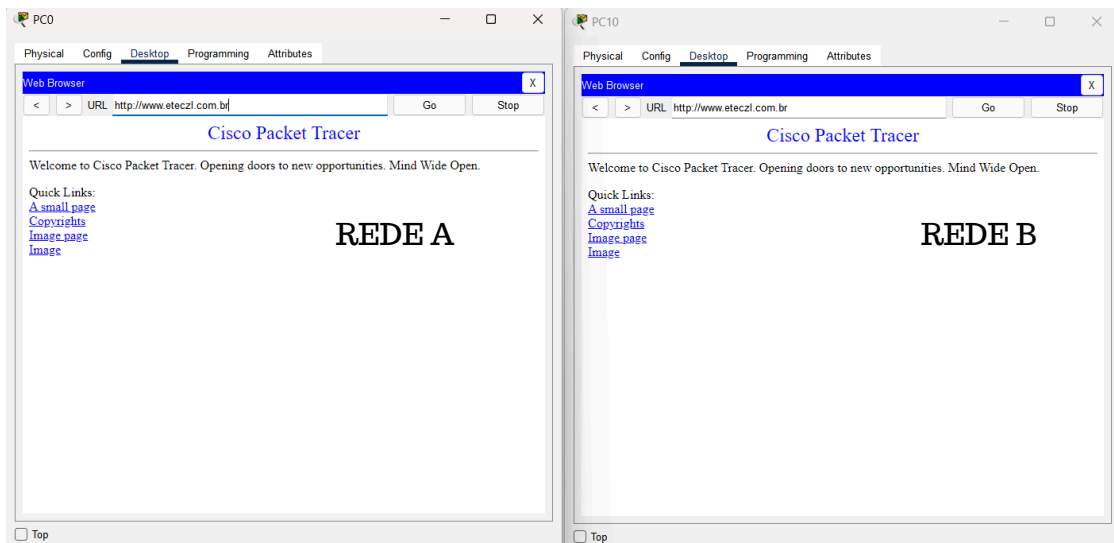 PC0
Physical Config Desktop Programming Attributes
Web Browser X
< > URL http://www.eteczl.com.br Go Stop
Cisco Packet Tracer
Welcome to Cisco Packet Tracer. Opening doors to new opportunities. Mind Wide Open.
Quick Links:
A small page
Copyrights
Image page
Image
REDE A
Top
PC10
Physical Config Desktop Programming Attributes
Web Browser X
< > URL http://www.eteczl.com.br Go Stop
Cisco Packet Tracer
Welcome to Cisco Packet Tracer. Opening doors to new opportunities. Mind Wide Open.
Quick Links:
A small page
Copyrights
Image page
Image
REDE B
Top